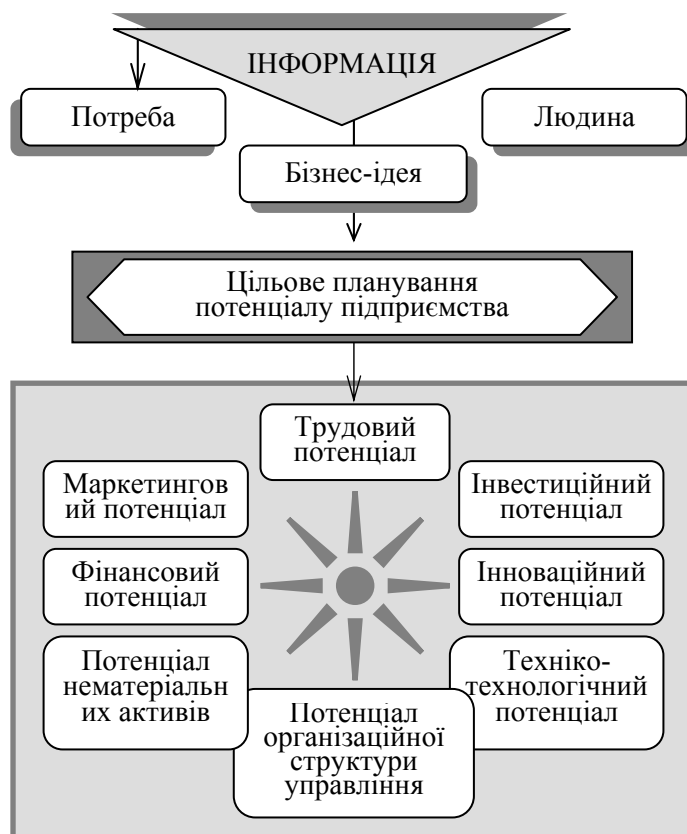 ІНФОРМАЦІЯ
Потреба
Людина
Бізнес-ідея
Цільове планування
потенціалу підприємства
Трудовий
потенціал
Маркетингов
ий потенціал
Інвестиційний
потенціал
Фінансовий
потенціал
Інноваційний
потенціал
Потенціал
нематеріальн
их активів
Техніко-
технологічний
потенціал
Потенціал
організаційної
структури
управління